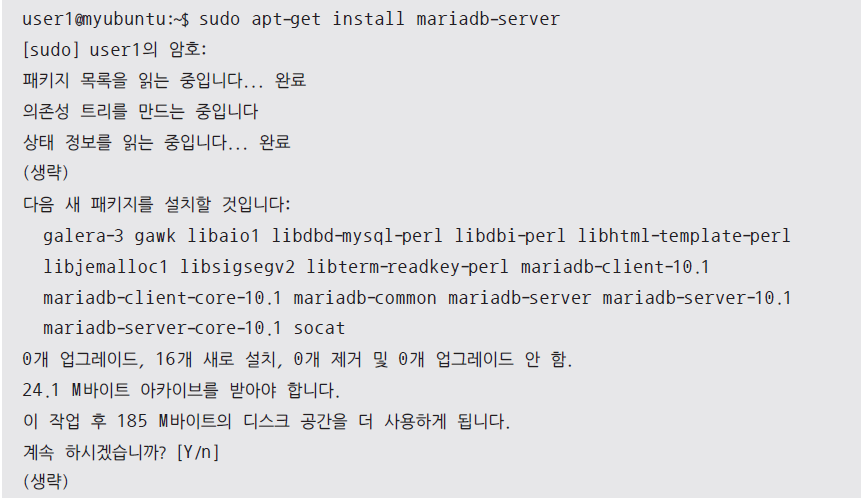 user1@myubuntu:~$ sudo apt-get install mariadb-server
[sudo] user1의 암호:
패키지 목록을 읽는 중입니다... 완료
의존성 트리를 만드는 중입니다
상태 정보를 읽는 중입니다... 완료
(생략)
다음 새 패키지를 설치할 것입니다:
galera-3 gawk libaio1 libdbd-mysql-perl libdbi-perl libhtml-template-perl
libjemalloc1 libsigsegv2 libterm-readkey-perl mariadb-client-10.1
mariadb-client-core-10.1 mariadb-common mariadb-server mariadb-server-10.1
mariadb-server-core-10.1 socat
0개 업그레이드, 16개 새로 설치, 0개 제거 및 0개 업그레이드 안 함.
24.1 M바이트 아카이브를 받아야 합니다.
이 작업 후 185 M바이트의 디스크 공간을 더 사용하게 됩니다.
계속 하시겠습니까? [Y/n]
(생략)